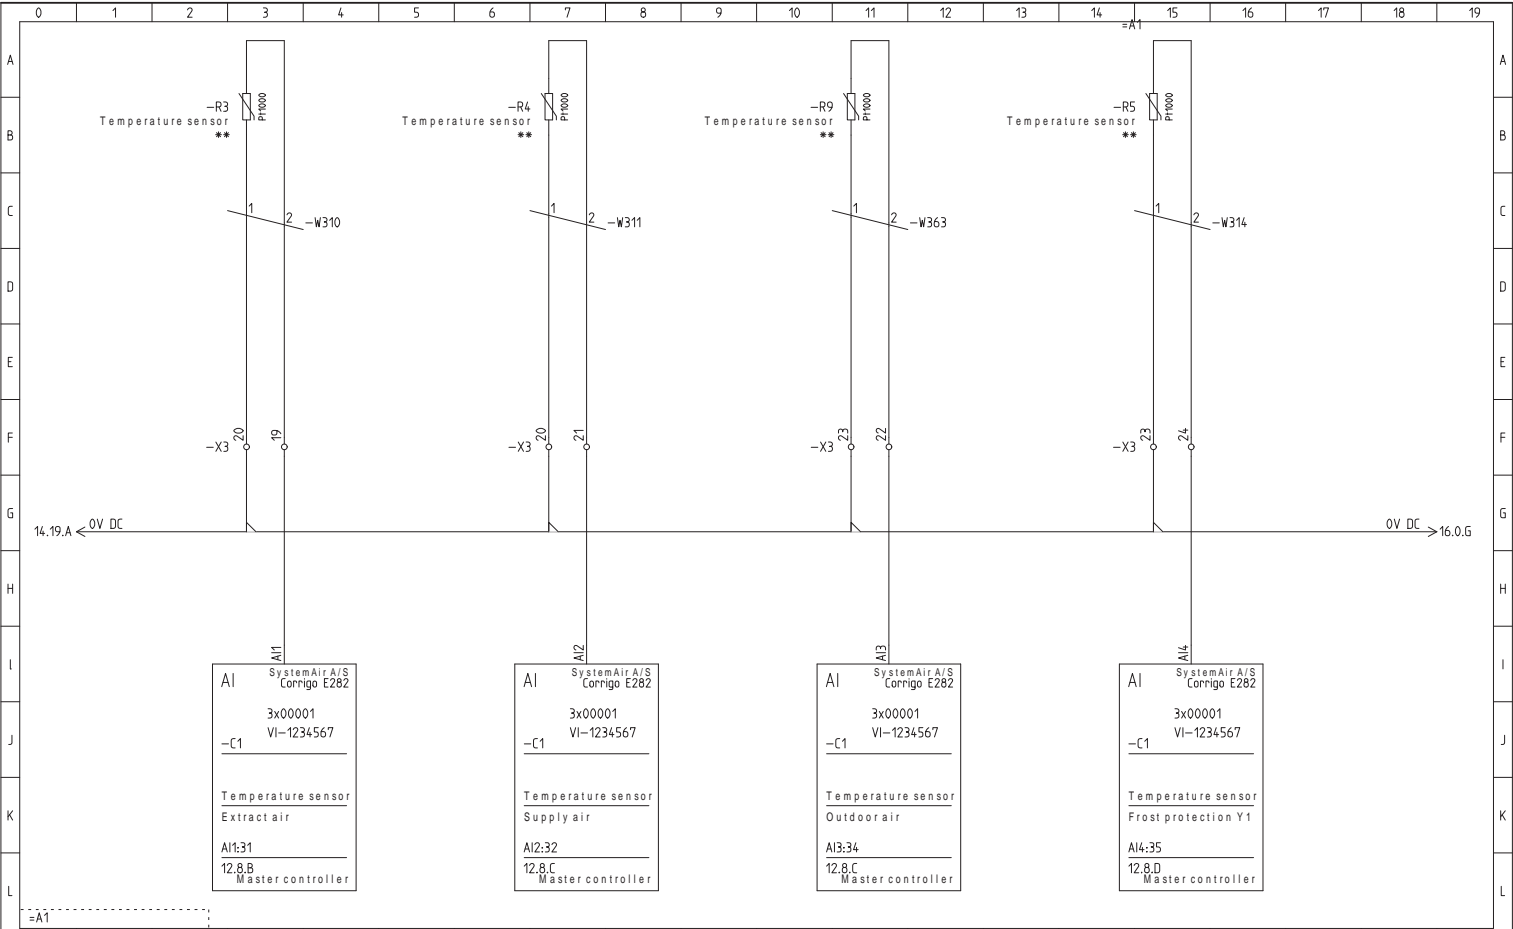 0 1 2 3 4 5 6 7 8 9 10 11 12 13 14 15 16 17 18 19
=A1
A A
-R3 Pt1000 -R4 Pt1000 -R9 Pt1000 -R5 Pt1000
Temperature sensor Temperature sensor Temperature sensor Temperature sensor
** ** ** **
B B
C 1 2 -W310 1 2 -W311 1 2 -W363 1 2 -W314 C
D D
E E
F -X3 20 19 -X3 20 21 -X3 23 22 -X3 23 24 F
G G
14.19.A 0V DC 0V DC 16.0.G
H H
AI1 AI2 AI3 AI4
I I
SystemAir A/S SystemAir A/S SystemAir A/S SystemAir A/S
AI Corrigo E282 AI Corrigo E282 AI Corrigo E282 AI Corrigo E282
3x00001 3x00001 3x00001 3x00001
VI-1234567 VI-1234567 VI-1234567 VI-1234567
J -C1 -C1 -C1 -C1 J
Temperature sensor Temperature sensor Temperature sensor Temperature sensor
K Extract air Supply air Outdoor air Frost protection Y1 K
AI1:31 AI2:32 AI3:34 AI4:35
12.8.B 12.8.C 12.8.C 12.8.D
Master controller Master controller Master controller Master controller
L L
=A1